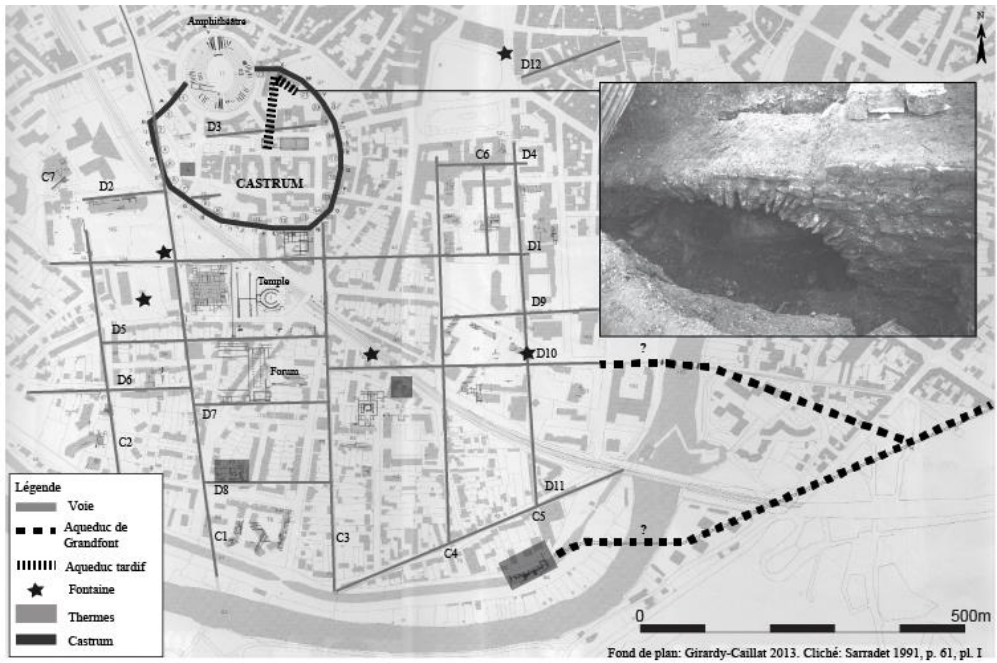 Amphithéatre
N
D12
D3
C6
D4
C7
CASTRUM
D2
D1
Temple
D9
D5
D10
?
Forum
D6
D7
C2
D8
D11
C5
?
C1
C3
C4
Légende
Voie
Aqueduc de
Grandfont
Aqueduc tardif
Fontaine
Thermes
Castrum
0
500m
Fond de plan: Girardy-Caillat 2013. Cliché: Sarradet 1991, p. 61, pl. I